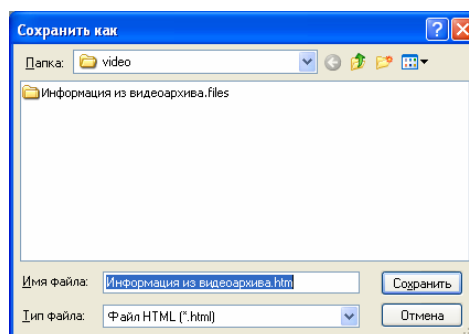 Сохранить как
Папка: video
Информация из видеоархива.files
Имя файла: Информация из видеоархива.htm Сохранить
Тип файла: Файл HTML (*.html) Отмена